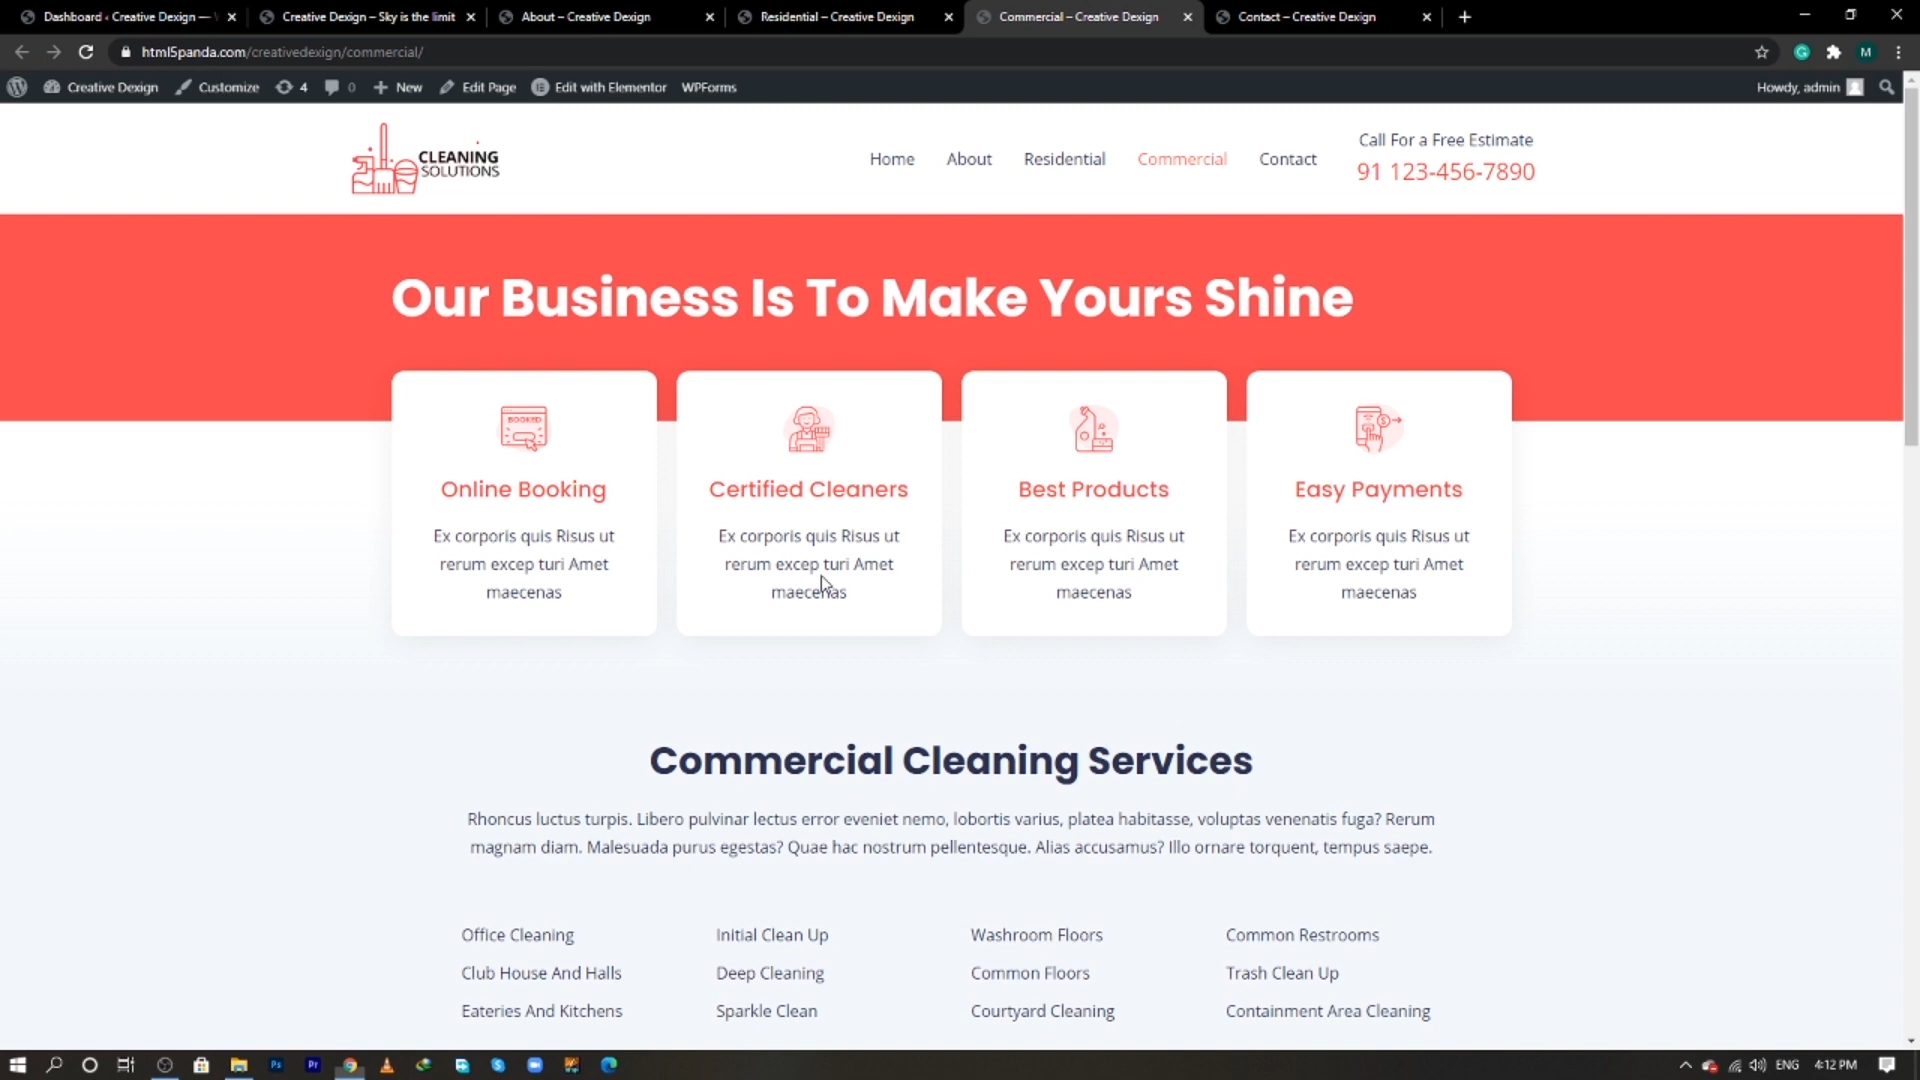 Dashboard ‹ Creative Design —
Creative Design – Sky is the limit
About – Creative Design
Residential – Creative Design
Commercial – Creative Design
Contact – Creative Design
html5panda.com/creativedexign/commercial/
M
Creative Dexign
Customize
4
0
New
Edit Page
Edit with Elementor
WPForms
Howdy, admin
CLEANING
SOLUTIONS
Home
About
Residential
Commercial
Contact
Call For a Free Estimate
91 123-456-7890
Our Business Is To Make Yours Shine
BOOKED
Online Booking
Ex corporis quis Risus ut
rerum excep turi Amet
maecenas
Certified Cleaners
Ex corporis quis Risus ut
rerum excep turi Amet
maecenas
Best Products
Ex corporis quis Risus ut
rerum excep turi Amet
maecenas
Easy Payments
Ex corporis quis Risus ut
rerum excep turi Amet
maecenas
Commercial Cleaning Services
Rhoncus luctus turpis. Libero pulvinar lectus error eveniet nemo, lobortis varius, platea habitasse, voluptas venenatis fuga? Rerum
magnam diam. Malesuada purus egestas? Quae hac nostrum pellentesque. Alias accusamus? Illo ornare torquent, tempus saepe.
Office Cleaning
Initial Clean Up
Washroom Floors
Common Restrooms
Club House And Halls
Deep Cleaning
Common Floors
Trash Clean Up
Eateries And Kitchens
Sparkle Clean
Courtyard Cleaning
Containment Area Cleaning
Ps
Pr
ENG
4:12 PM